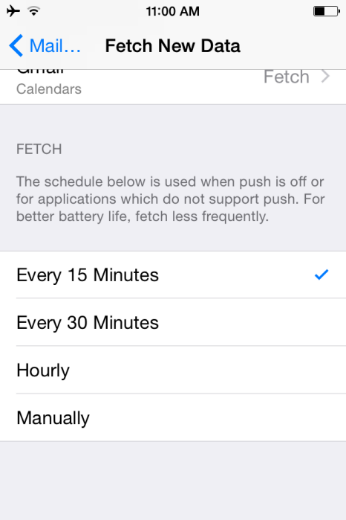 11:00 AM
Mail... Fetch New Data
Gmail
Calendars Fetch
FETCH
The schedule below is used when push is off or
for applications which do not support push. For
better battery life, fetch less frequently.
Every 15 Minutes
Every 30 Minutes
Hourly
Manually